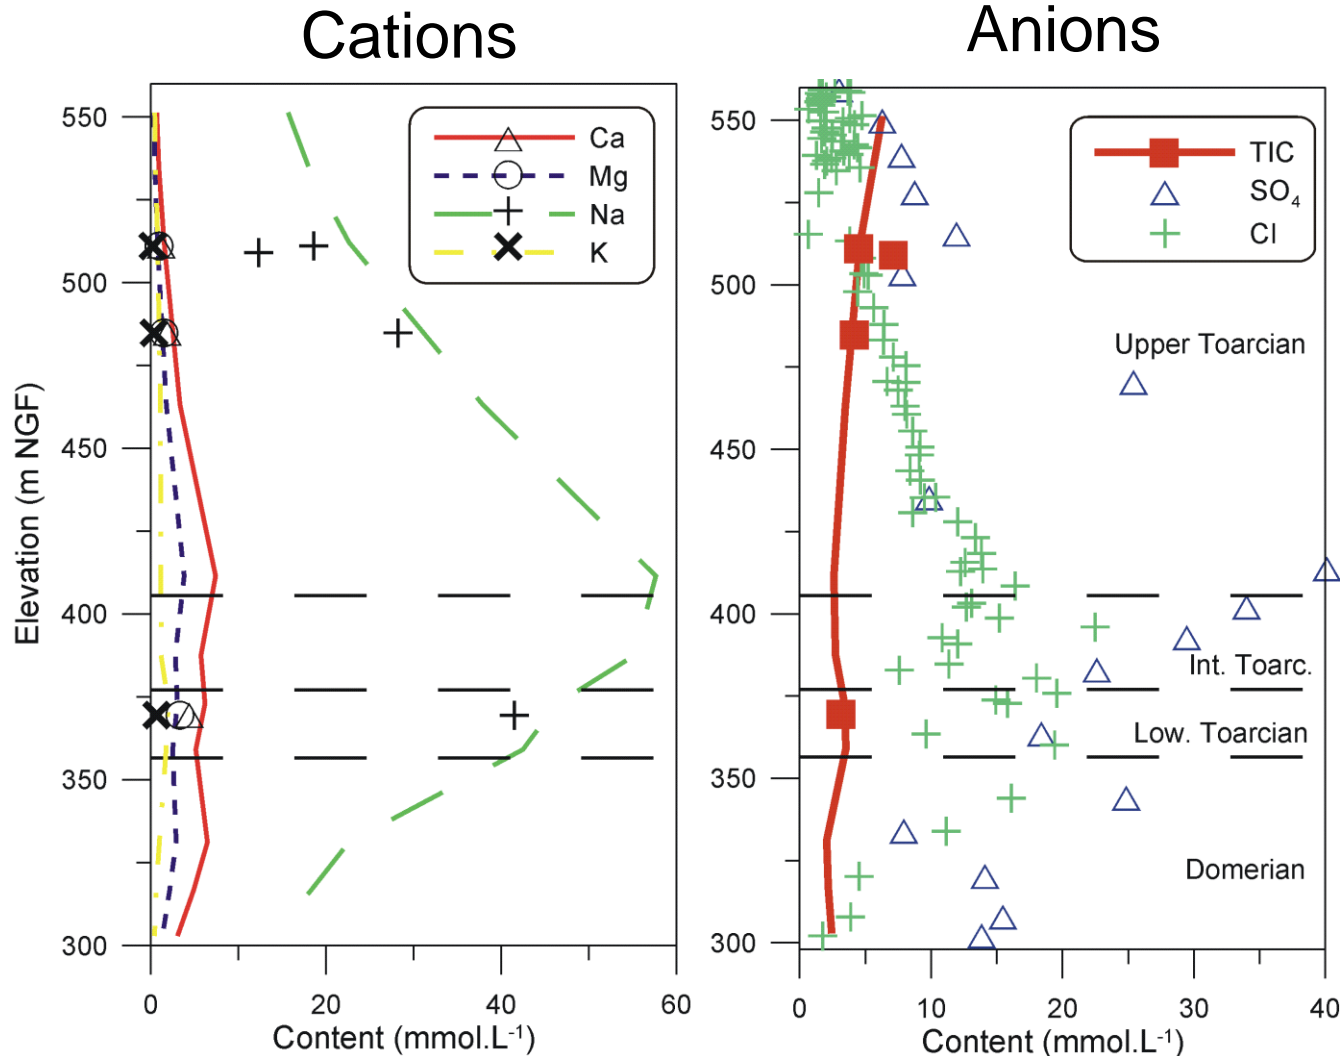 Cations
Anions
550
500
450
400
350
300
Elevation (m NGF)
Ca
Mg
Na
K
0
20
40
60
Content (mmol.L-1)
550
500
450
400
350
300
TIC
SO4
Cl
Upper Toarcian
Int. Toarc.
Low. Toarcian
Domerian
0
10
20
30
40
Content (mmol.L-1)